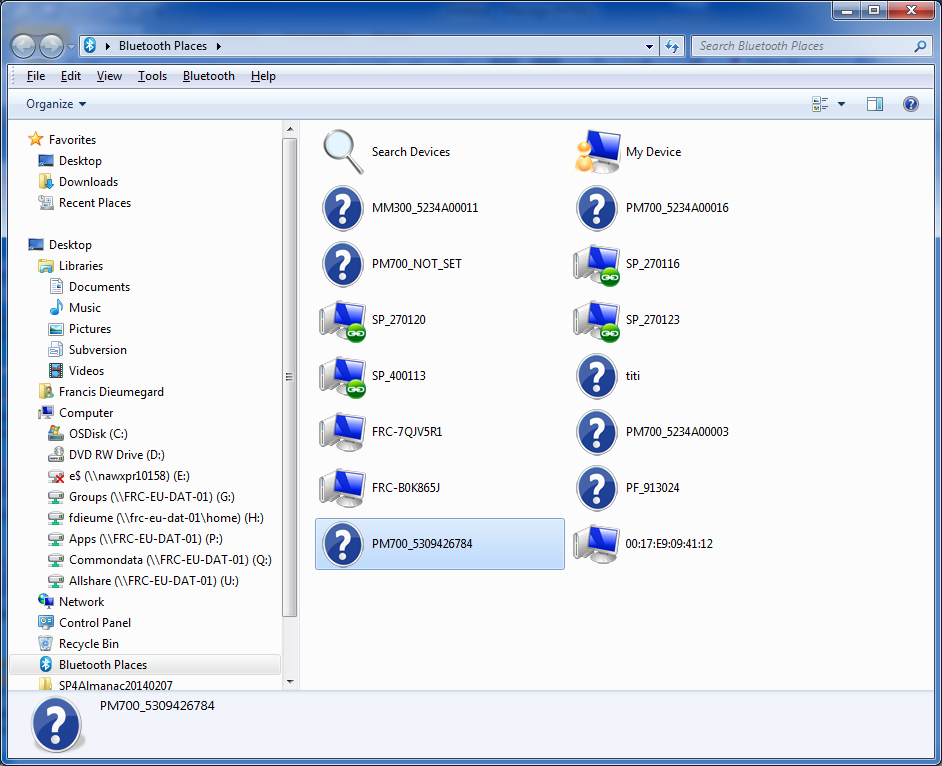 Bluetooth Places
Search Bluetooth Places
File Edit View Tools Bluetooth Help
Organize
Favorites
Desktop
Downloads
Recent Places
Desktop
Libraries
Documents
Music
Pictures
Subversion
Videos
Francis Dieumegard
Computer
OSDisk (C:)
DVD RW Drive (D:)
e$ (\\nawxpr10158) (E:)
Groups (\\FRC-EU-DAT-01) (G:)
fdieume (\\frc-eu-dat-01\home) (H:)
Apps (\\FRC-EU-DAT-01) (P:)
Commondata (\\FRC-EU-DAT-01) (Q:)
Allshare (\\FRC-EU-DAT-01) (U:)
Network
Control Panel
Recycle Bin
Bluetooth Places
SP4Almanac20140207
Search Devices
My Device
MM300_5234A00011
PM700_5234A00016
PM700_NOT_SET
SP_270116
SP_270120
SP_270123
SP_400113
titi
FRC-7QJV5R1
PM700_5234A00003
FRC-B0K865J
PF_913024
PM700_5309426784
00:17:E9:09:41:12
PM700_5309426784